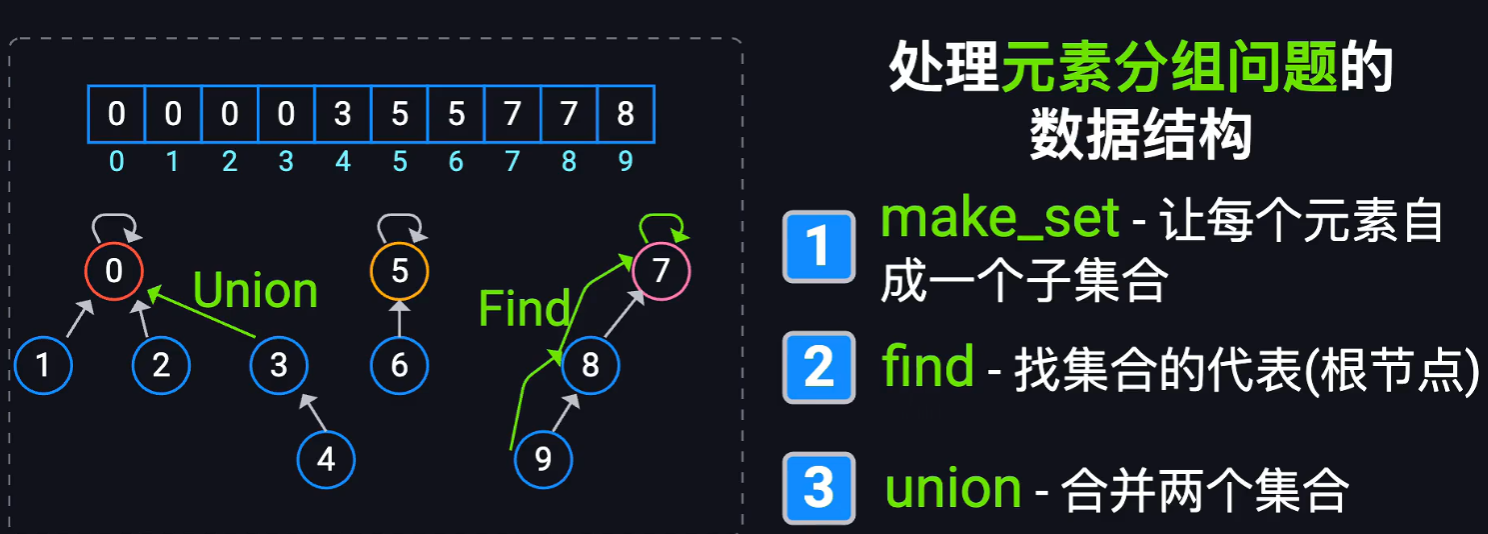 0 0 0 0 3 5 5 7 7 8
0 1 2 3 4 5 6 7 8 9
0
5
7
Union
Find
1
2
3
6
8
4
9
处理元素分组问题的
数据结构
1
make_set - 让每个元素自
成一个子集合
2
find - 找集合的代表(根节点)
3
union - 合并两个集合